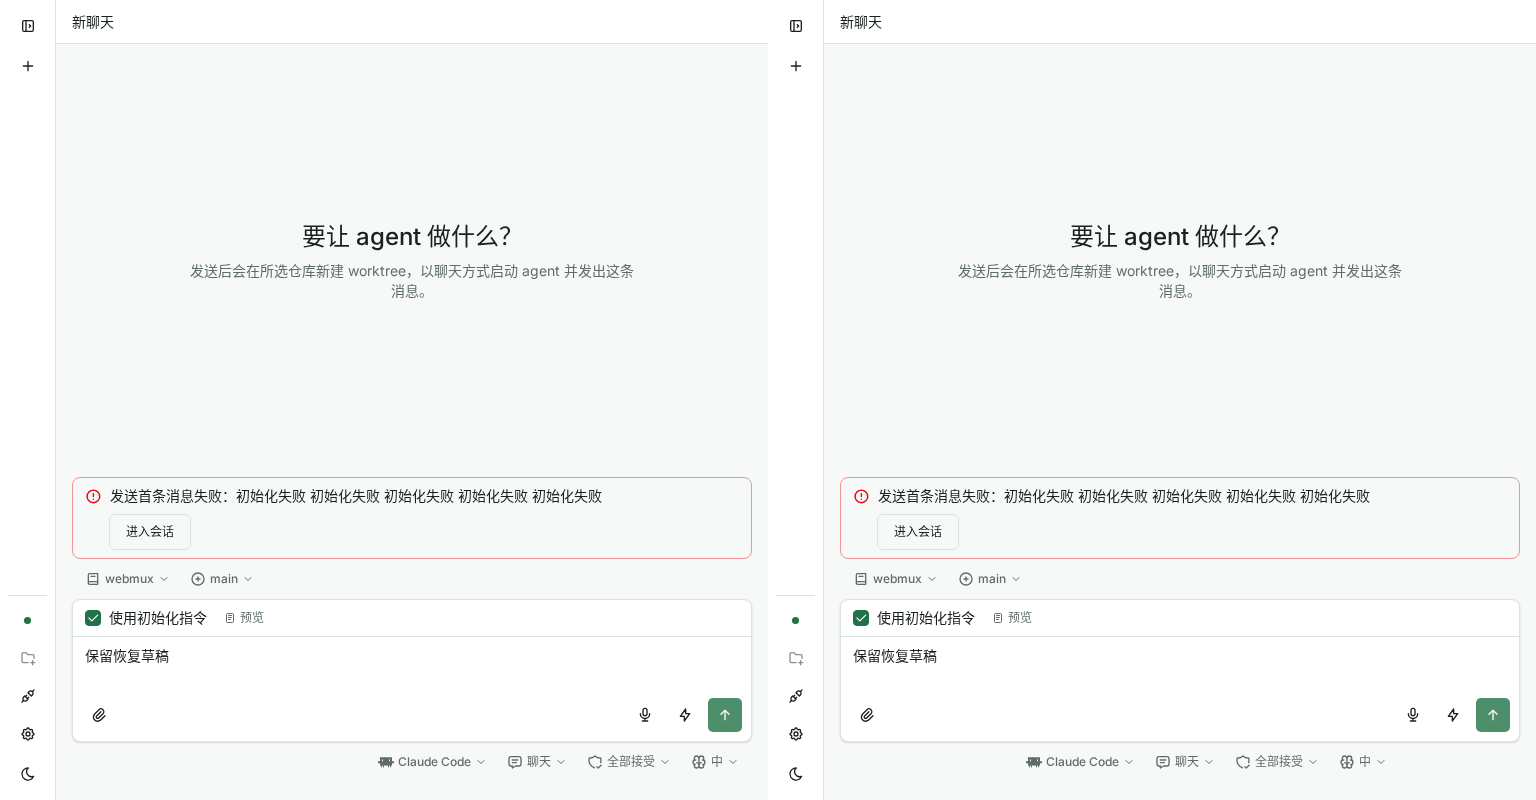 新聊天
要让 agent 做什么？
发送后会在所选仓库新建 worktree，以聊天方式启动 agent 并发出这条
消息。
发送首条消息失败：初始化失败 初始化失败 初始化失败 初始化失败 初始化失败
进入会话
webmux main
使用初始化指令 预览
保留恢复草稿
Claude Code 聊天 全部接受 中
新聊天
要让 agent 做什么？
发送后会在所选仓库新建 worktree，以聊天方式启动 agent 并发出这条
消息。
发送首条消息失败：初始化失败 初始化失败 初始化失败 初始化失败 初始化失败
进入会话
webmux main
使用初始化指令 预览
保留恢复草稿
Claude Code 聊天 全部接受 中